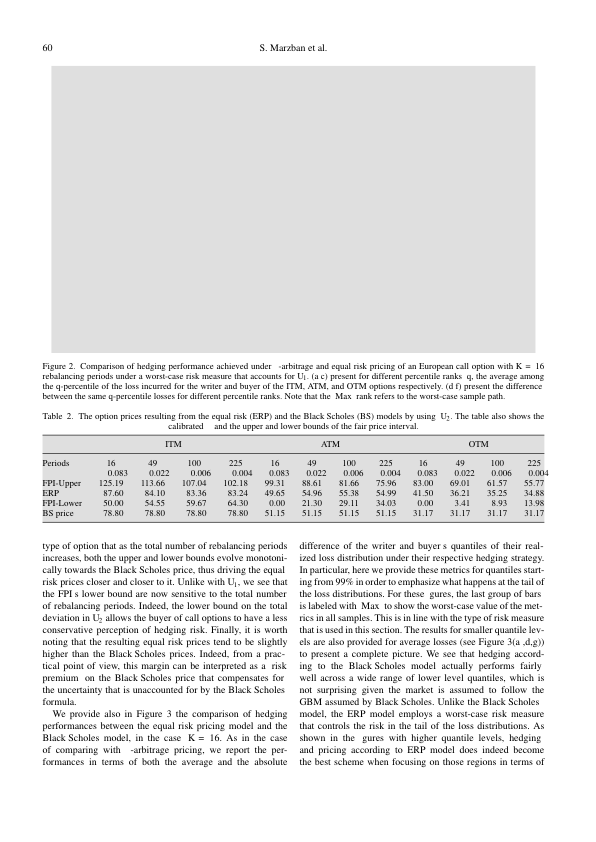 60
S. Marzban et al.
Figure 2. Comparison of hedging performance achieved under -arbitrage and equal risk pricing of an European call option with K = 16
rebalancing periods under a worst-case risk measure that accounts for U1. (a c) present for different percentile ranks q, the average among
the q-percentile of the loss incurred for the writer and buyer of the ITM, ATM, and OTM options respectively. (d f) present the difference
between the same q-percentile losses for different percentile ranks. Note that the Max rank refers to the worst-case sample path.
Table 2. The option prices resulting from the equal risk (ERP) and the Black Scholes (BS) models by using U2. The table also shows the
calibrated and the upper and lower bounds of the fair price interval.
ITM ATM OTM
Periods 16 49 100 225 16 49 100 225 16 49 100 225
0.083 0.022 0.006 0.004 0.083 0.022 0.006 0.004 0.083 0.022 0.006 0.004
FPI-Upper 125.19 113.66 107.04 102.18 99.31 88.61 81.66 75.96 83.00 69.01 61.57 55.77
ERP 87.60 84.10 83.36 83.24 49.65 54.96 55.38 54.99 41.50 36.21 35.25 34.88
FPI-Lower 50.00 54.55 59.67 64.30 0.00 21.30 29.11 34.03 0.00 3.41 8.93 13.98
BS price 78.80 78.80 78.80 78.80 51.15 51.15 51.15 51.15 31.17 31.17 31.17 31.17
type of option that as the total number of rebalancing periods
increases, both the upper and lower bounds evolve monotoni-
cally towards the Black Scholes price, thus driving the equal
risk prices closer and closer to it. Unlike with U1, we see that
the FPI s lower bound are now sensitive to the total number
of rebalancing periods. Indeed, the lower bound on the total
deviation in U2 allows the buyer of call options to have a less
conservative perception of hedging risk. Finally, it is worth
noting that the resulting equal risk prices tend to be slightly
higher than the Black Scholes prices. Indeed, from a prac-
tical point of view, this margin can be interpreted as a risk
premium on the Black Scholes price that compensates for
the uncertainty that is unaccounted for by the Black Scholes
formula.
We provide also in Figure 3 the comparison of hedging
performances between the equal risk pricing model and the
Black Scholes model, in the case K = 16. As in the case
of comparing with -arbitrage pricing, we report the per-
formances in terms of both the average and the absolute
difference of the writer and buyer s quantiles of their real-
ized loss distribution under their respective hedging strategy.
In particular, here we provide these metrics for quantiles start-
ing from 99% in order to emphasize what happens at the tail of
the loss distributions. For these gures, the last group of bars
is labeled with Max to show the worst-case value of the met-
rics in all samples. This is in line with the type of risk measure
that is used in this section. The results for smaller quantile lev-
els are also provided for average losses (see Figure 3(a ,d,g))
to present a complete picture. We see that hedging accord-
ing to the Black Scholes model actually performs fairly
well across a wide range of lower level quantiles, which is
not surprising given the market is assumed to follow the
GBM assumed by Black Scholes. Unlike the Black Scholes
model, the ERP model employs a worst-case risk measure
that controls the risk in the tail of the loss distributions. As
shown in the gures with higher quantile levels, hedging
and pricing according to ERP model does indeed become
the best scheme when focusing on those regions in terms of